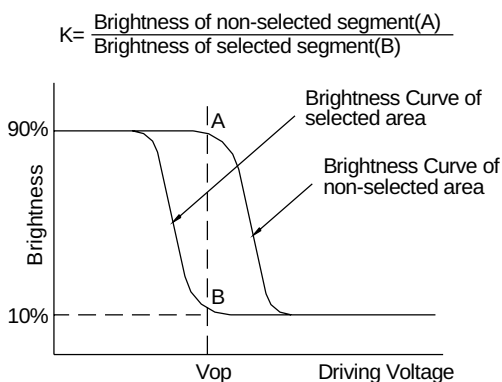 K= Brightness of non-selected segment(A)
Brightness of selected segment(B)
Brightness Curve of
selected area
A
90%
Brightness Curve of
non-selected area
Brightness
B
10%
Vop
Driving Voltage